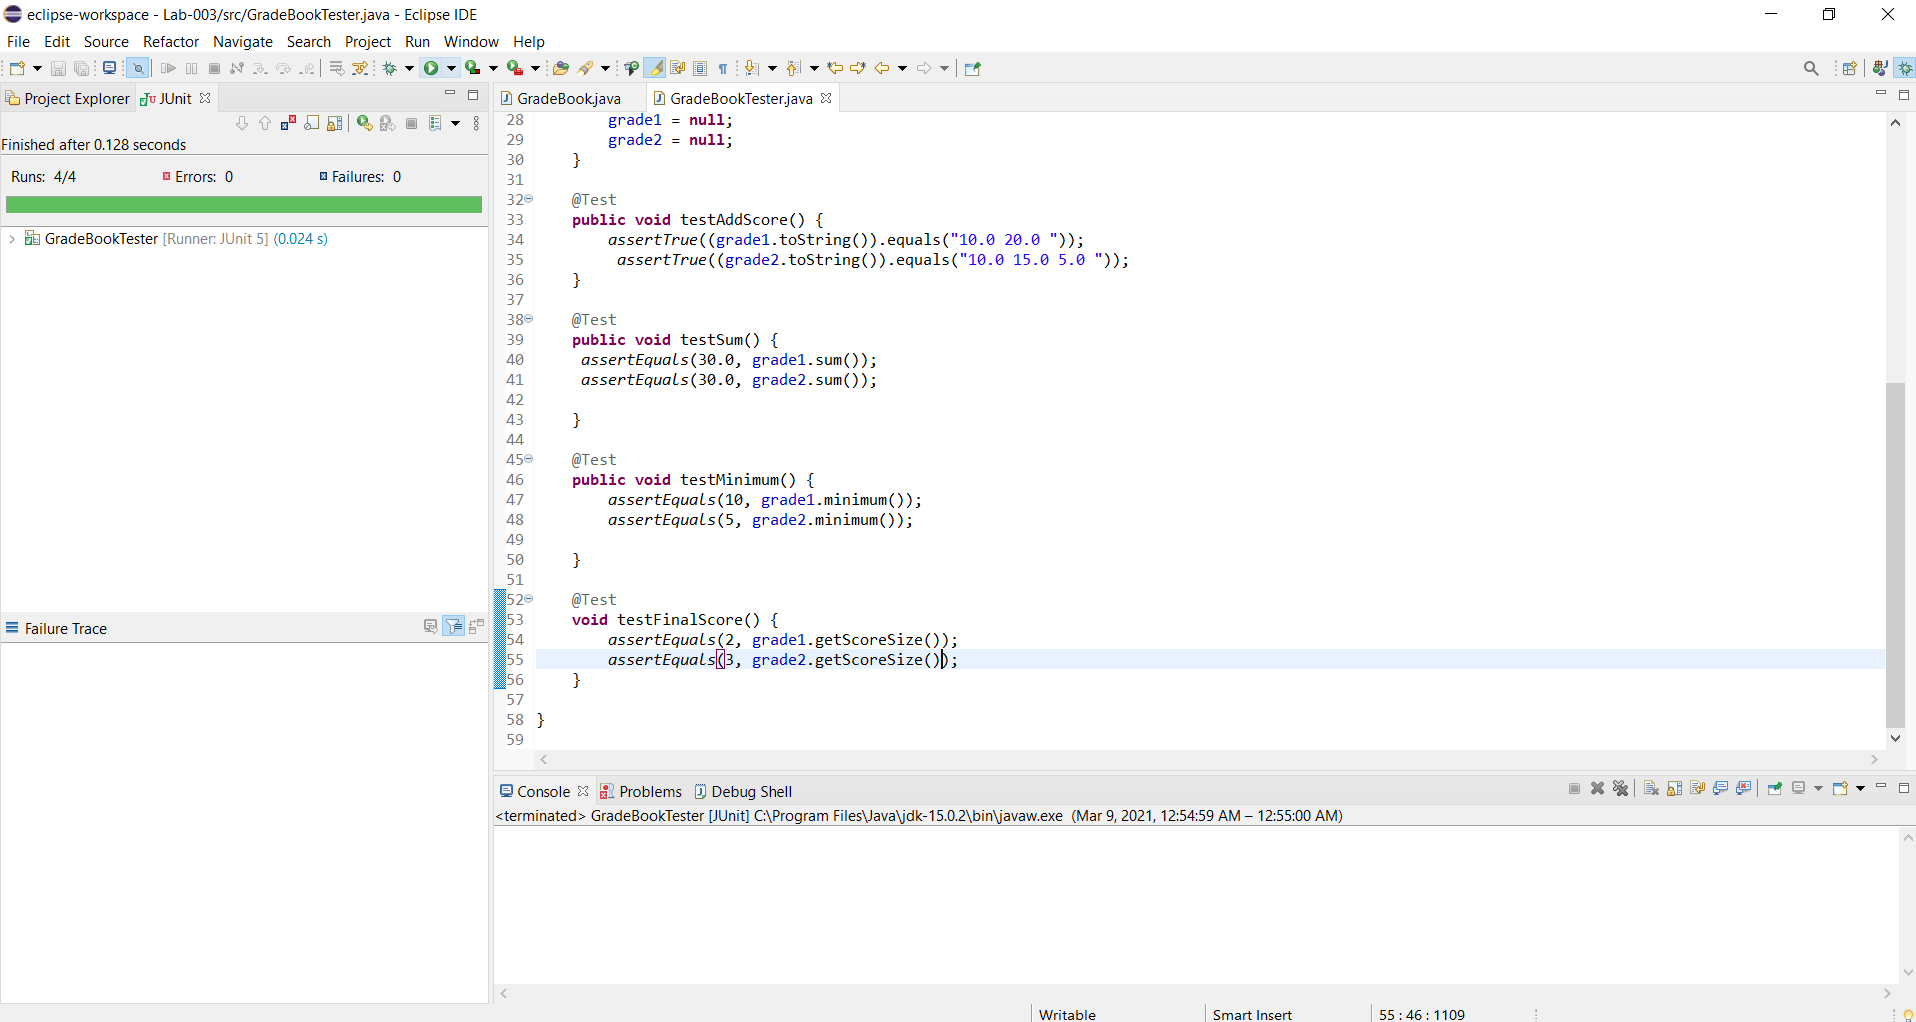 eclipse-workspace - Lab-003/src/GradeBookTester.java - Eclipse IDE
File Edit Source Refactor Navigate Search Project Run Window Help
Project Explorer JUnit
Finished after 0.128 seconds
Runs: 4/4 Errors: 0 Failures: 0
GradeBookTester [Runner: JUnit 5] (0.024 s)
Failure Trace
GradeBook.java GradeBookTester.java
28 grade1 = null;
29 grade2 = null;
30 }
31
32 @Test
33 public void testAddScore() {
34 assertTrue((grade1.toString()).equals("10.0 20.0 "));
35 assertTrue((grade2.toString()).equals("10.0 15.0 5.0 "));
36 }
37
38 @Test
39 public void testSum() {
40 assertEquals(30.0, grade1.sum());
41 assertEquals(30.0, grade2.sum());
42
43 }
44
45 @Test
46 public void testMinimum() {
47 assertEquals(10, grade1.minimum());
48 assertEquals(5, grade2.minimum());
49
50 }
51
52 @Test
53 void testFinalScore() {
54 assertEquals(2, grade1.getScoreSize());
55 assertEquals(3, grade2.getScoreSize());
56 }
57
58 }
59
Console Problems Debug Shell
<terminated> GradeBookTester [JUnit] C:\Program Files\Java\jdk-15.0.2\bin\javaw.exe (Mar 9, 2021, 12:54:59 AM – 12:55:00 AM)
Writable Smart Insert 55 : 46 : 1109